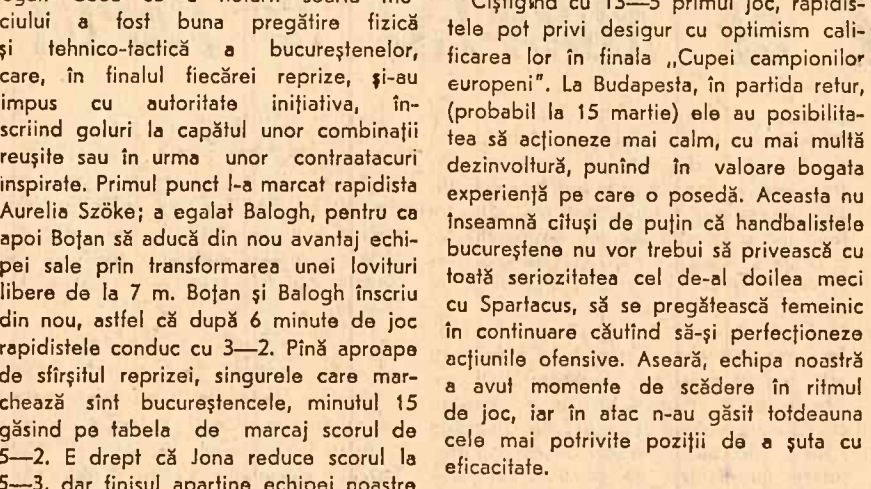 ciului a fost buna pregătire fizică
și tehnico-tactică a bucureștenelor,
care, în finalul fiecărei reprize, și-au
impus cu autoritate inițiativa, în-
scriind goluri la capătul unor combinații
reușite sau în urma unor contraatacuri
inspirate. Primul punct l-a marcat rapidista
Aurelia Szöke; a egalat Balogh, pentru ca
apoi Boțan să aducă din nou avantaj echi-
pei sale prin transformarea unei lovituri
libere de la 7 m. Boțan și Balogh înscriu
din nou, astfel că după 6 minute de joc
rapidistele conduc cu 3—2. Pînă aproape
de sfîrșitul reprizei, singurele care mar-
chează sînt bucureștencele, minutul 15
găsind pe tabela de marcaj scorul de
5—2. E drept că Jona reduce scorul la
5—3, dar finișul aparține echipei noastre
Cîștigînd cu 13—5 primul joc, rapidis-
tele pot privi desigur cu optimism cali-
ficarea lor în finala „Cupei campionilor
europeni". La Budapesta, în partida retur,
(probabil la 15 martie) ele au posibilita-
tea să acționeze mai calm, cu mai multă
dezinvoltură, punînd în valoare bogata
experiență pe care o posedă. Aceasta nu
înseamnă cîtuși de puțin că handbalistele
bucureștene nu vor trebui să privească cu
toată seriozitatea cel de-al doilea meci
cu Spartacus, să se pregătească temeinic
în continuare căutînd să-și perfecționeze
acțiunile ofensive. Aseară, echipa noastră
a avut momente de scădere în ritmul
de joc, iar în atac n-au găsit totdeauna
cele mai potrivite poziții de a șuta cu
eficacitate.